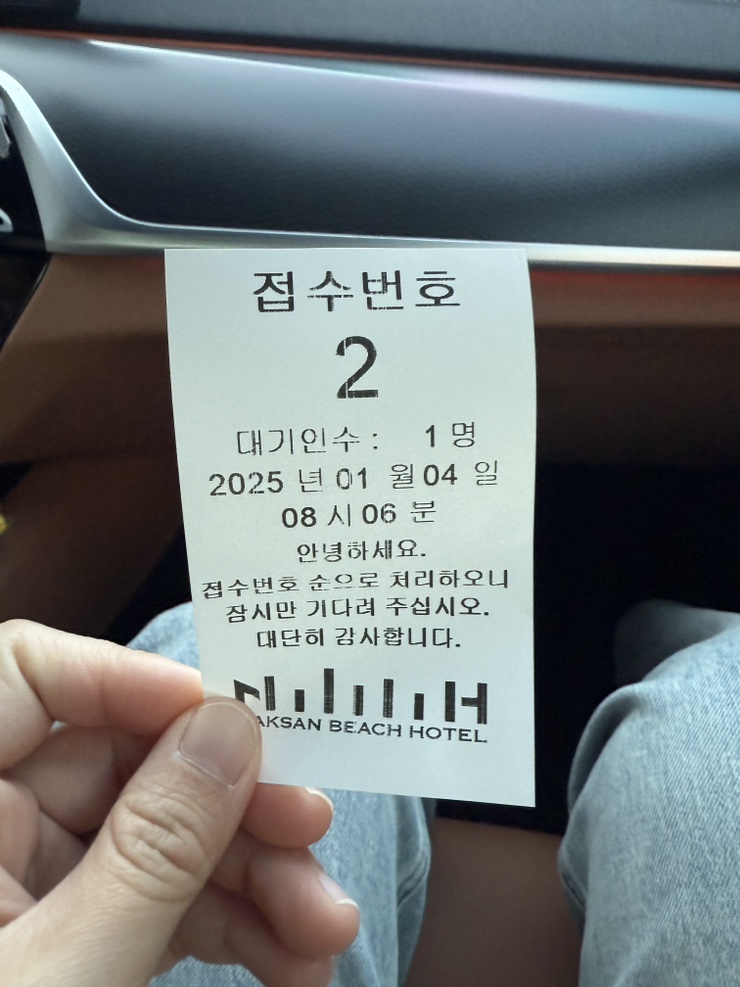 접수번호
2
대기인수 : 1 명
2025 년 01 월 04 일
08 시 06 분
안녕하세요.
접수번호 순으로 처리하오니
잠시만 기다려 주십시오.
대단히 감사합니다.
AKSAN BEACH HOTEL